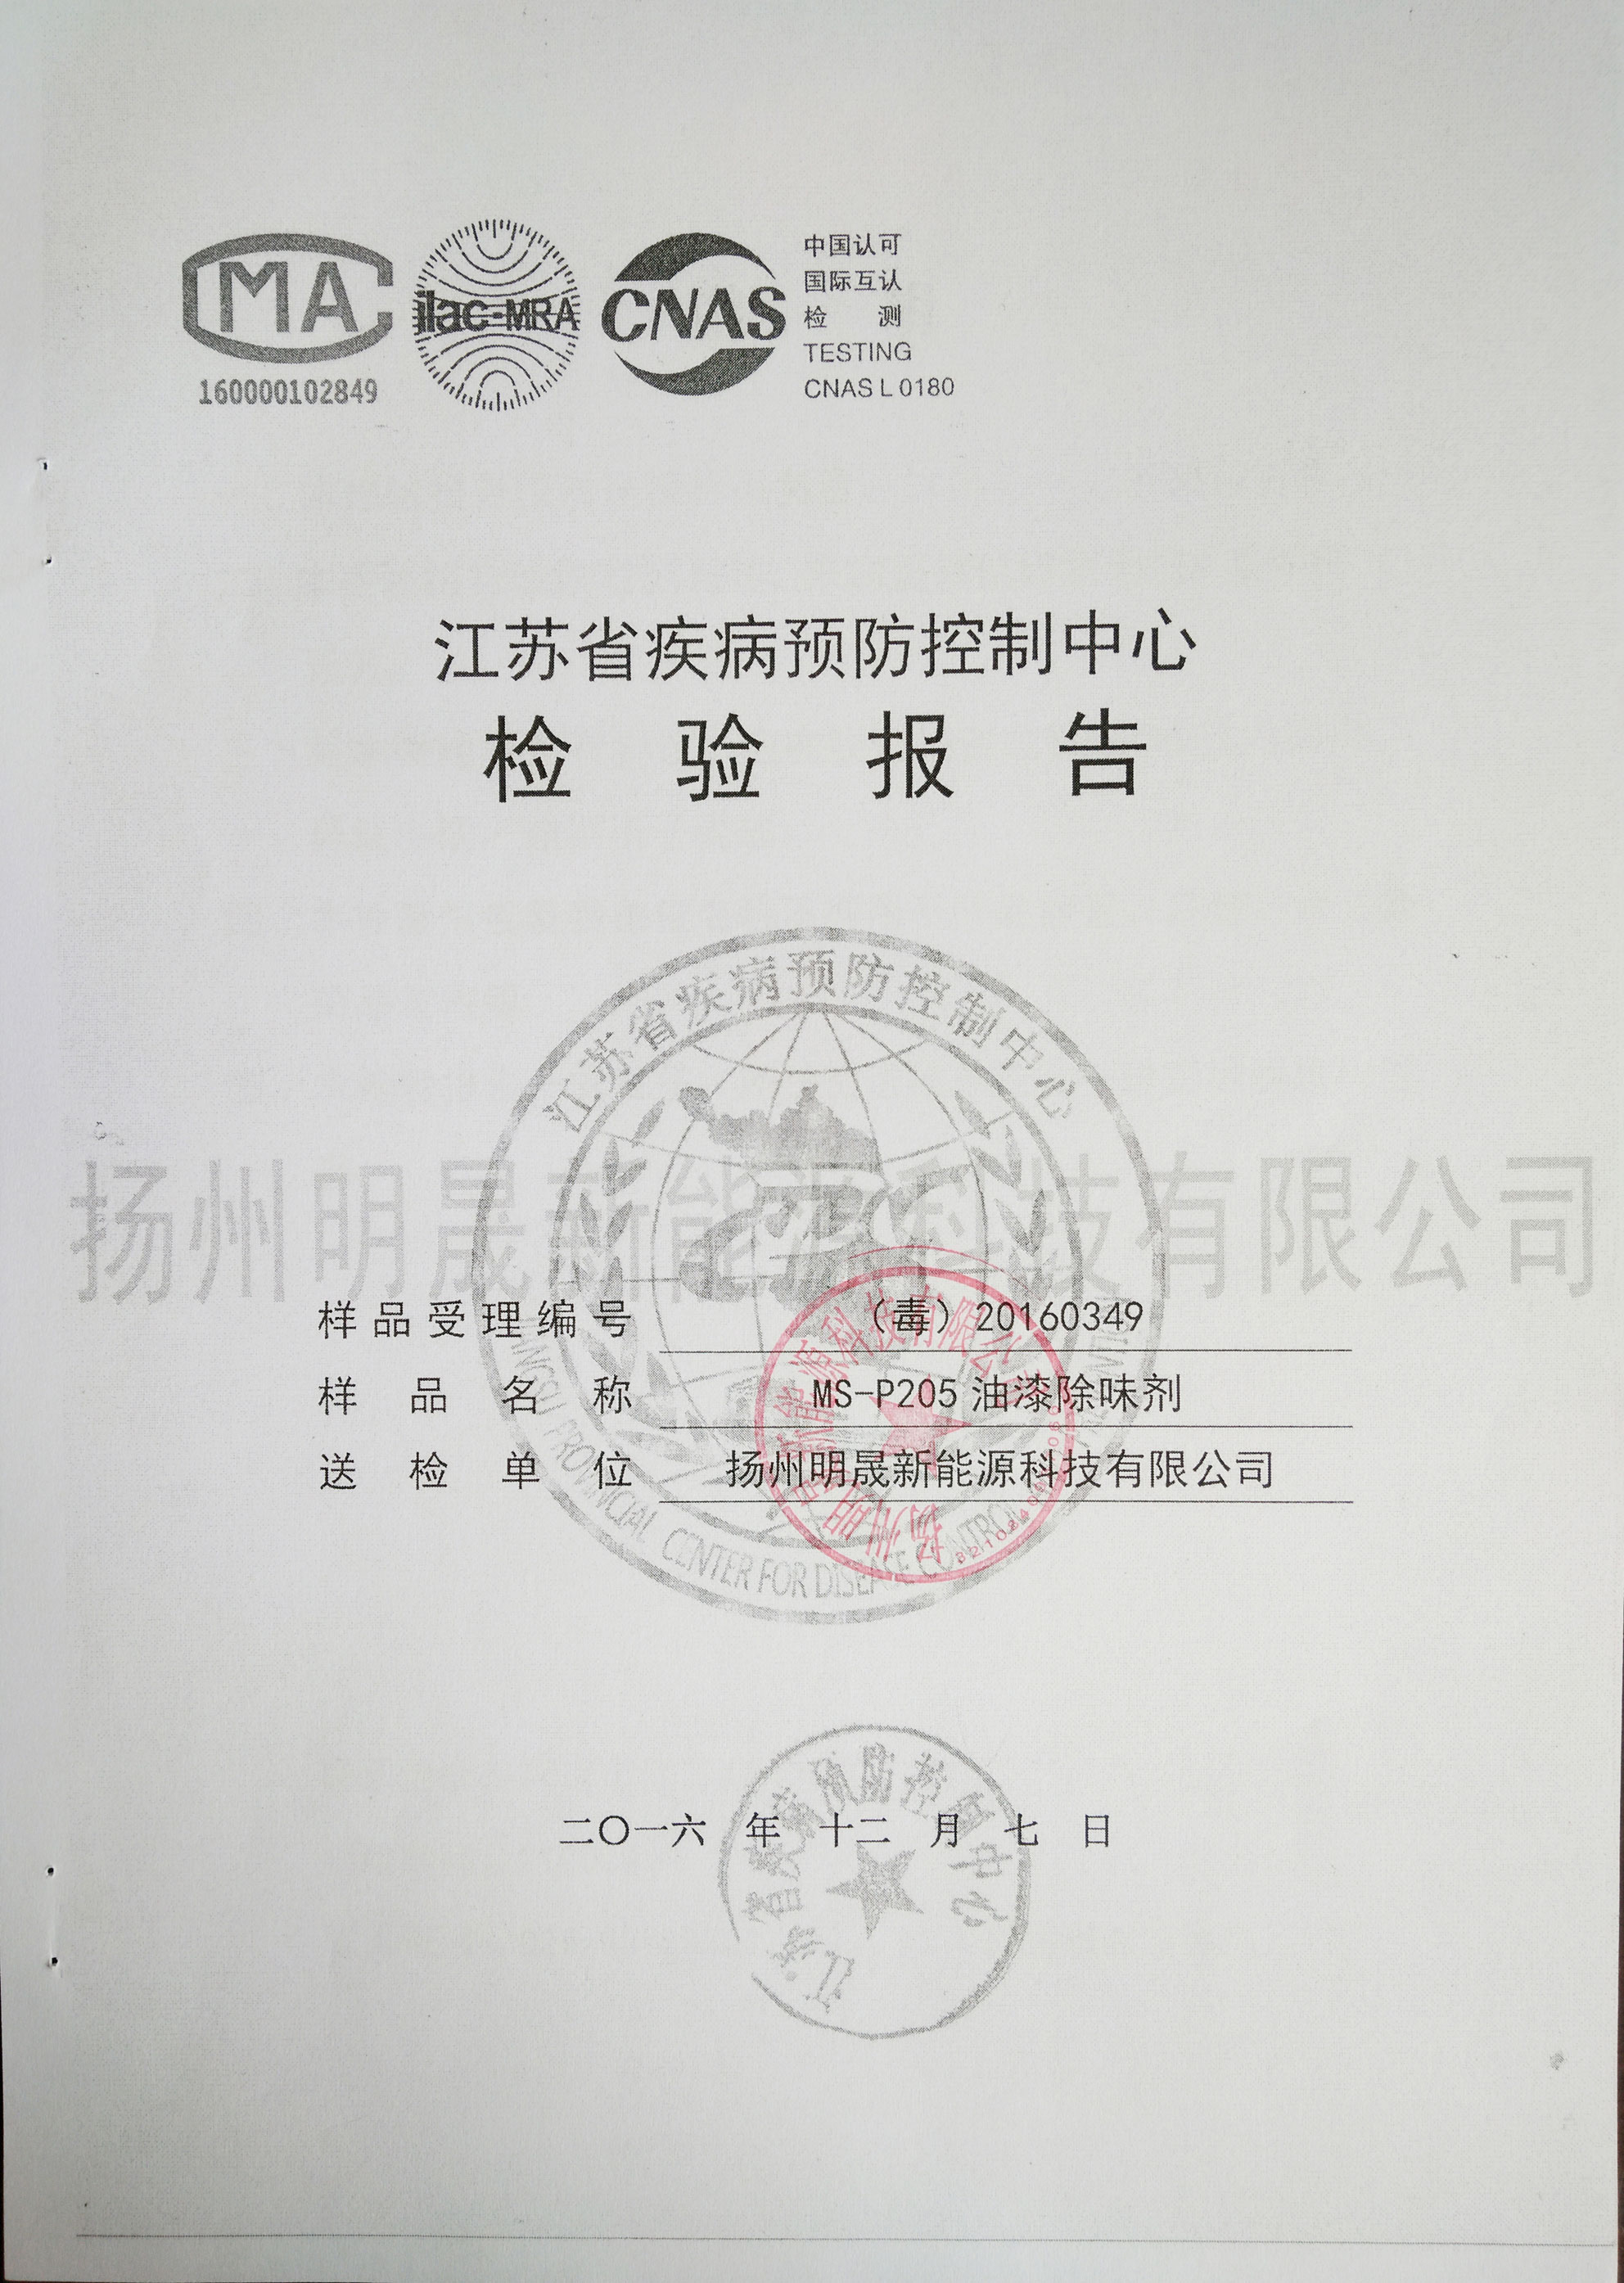 MA
160000102849
ilac-MRA
CNAS
中国认可
国际互认
检 测
TESTING
CNAS L 0180
江苏省疾病预防控制中心
检 验 报 告
江苏省疾病预防控制中心
扬州明晟新能源科技有限公司
样品受理编号 （毒）20160349
样品名称 MS-P205 油漆除味剂
送检单位 扬州明晟新能源科技有限公司
扬州明晟新能源科技有限公司
PROVINCIAL CENTER FOR DISEASE CONTROL
二〇一六 年 十二 月 七 日
江苏省疾病预防控制中心